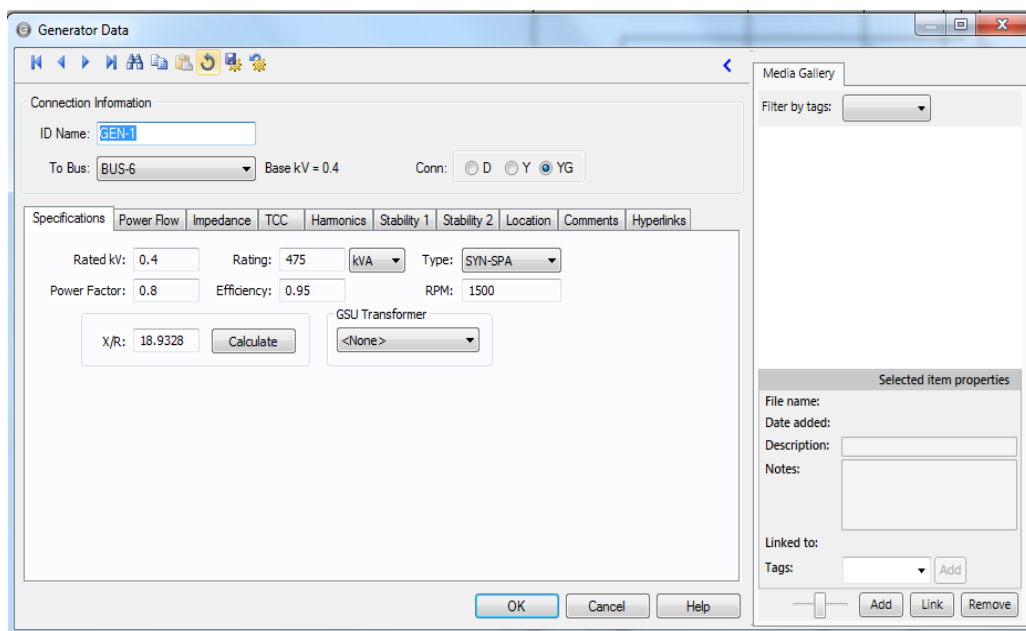 Generator Data
Connection Information
ID Name: GEN-1
To Bus: BUS-6 Base kV = 0.4 Conn: D Y YG
Specifications Power Flow Impedance TCC Harmonics Stability 1 Stability 2 Location Comments Hyperlinks
Rated kV: 0.4 Rating: 475 kVA Type: SYN-SPA
Power Factor: 0.8 Efficiency: 0.95 RPM: 1500
GSU Transformer
X/R: 18.9328 Calculate <None>
OK Cancel Help
Media Gallery
Filter by tags:
Selected item properties
File name:
Date added:
Description:
Notes:
Linked to:
Tags: Add
Add Link Remove